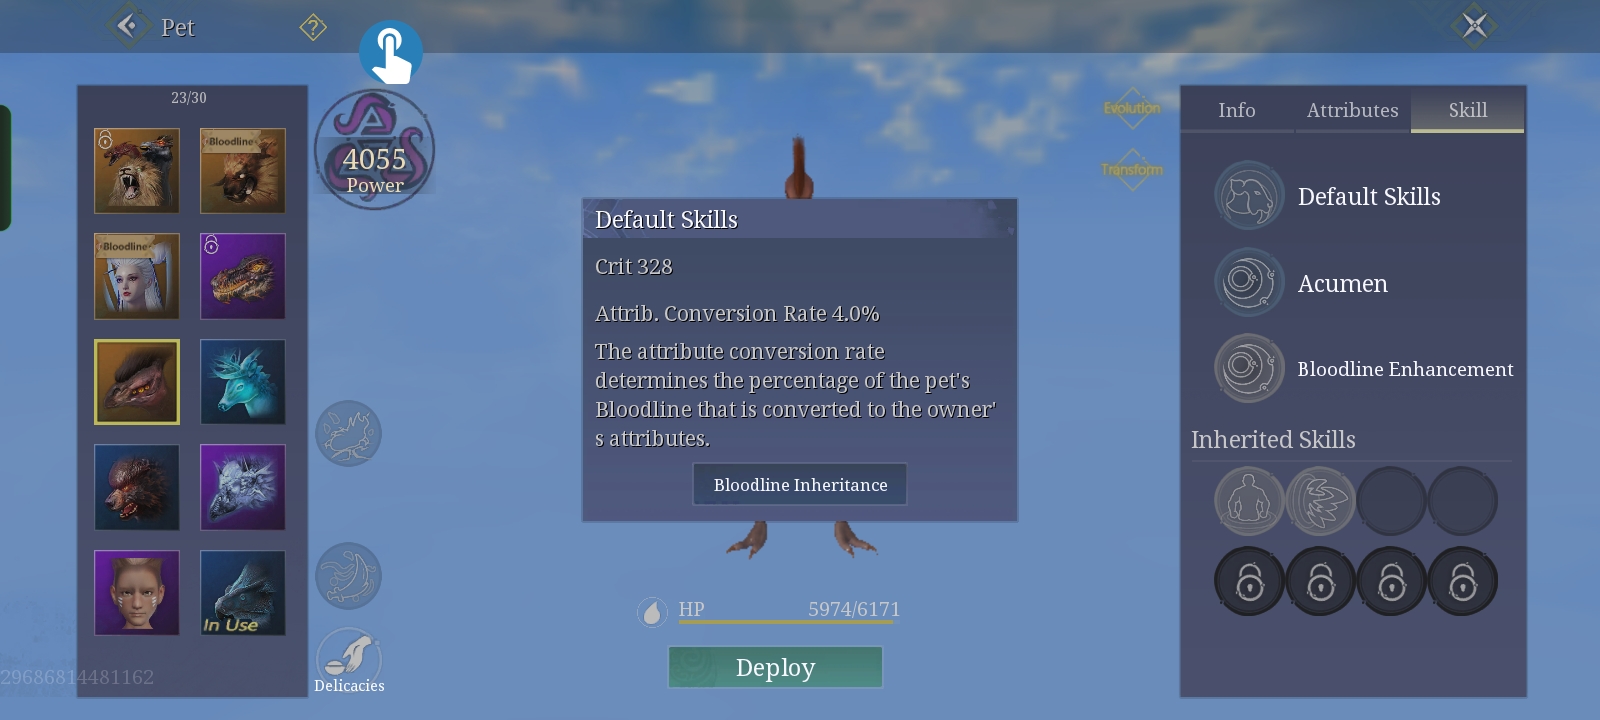 Pet
?
23/30
Bloodline
Bloodline
In Use
4055
Power
Delicacies
29686814481162
Evolution
Transform
Default Skills
Crit 328
Attrib. Conversion Rate 4.0%
The attribute conversion rate
determines the percentage of the pet's
Bloodline that is converted to the owner'
s attributes.
Bloodline Inheritance
HP 5974/6171
Deploy
Info Attributes Skill
Default Skills
Acumen
Bloodline Enhancement
Inherited Skills